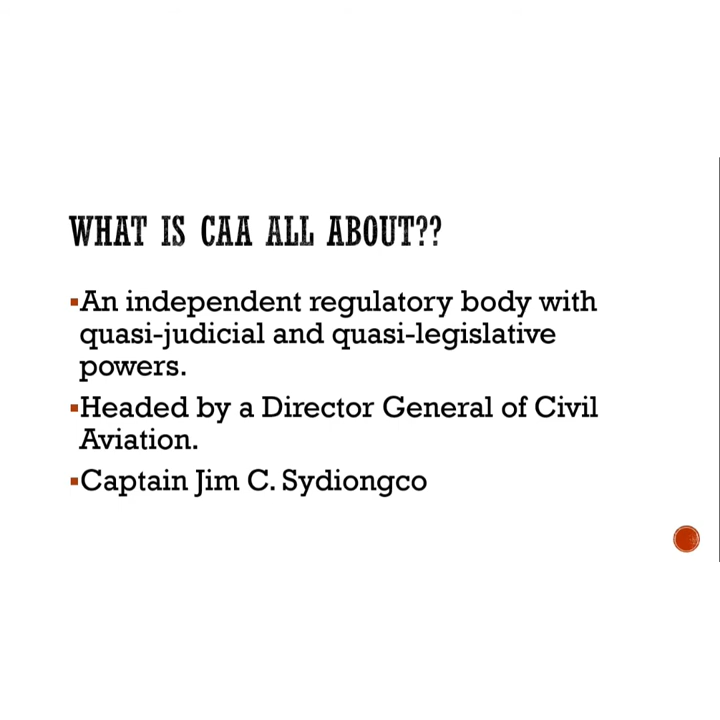 WHAT IS CAA ALL ABOUT??
▪An independent regulatory body with
quasi-judicial and quasi-legislative
powers.
▪Headed by a Director General of Civil
Aviation.
▪Captain Jim C. Sydiongco